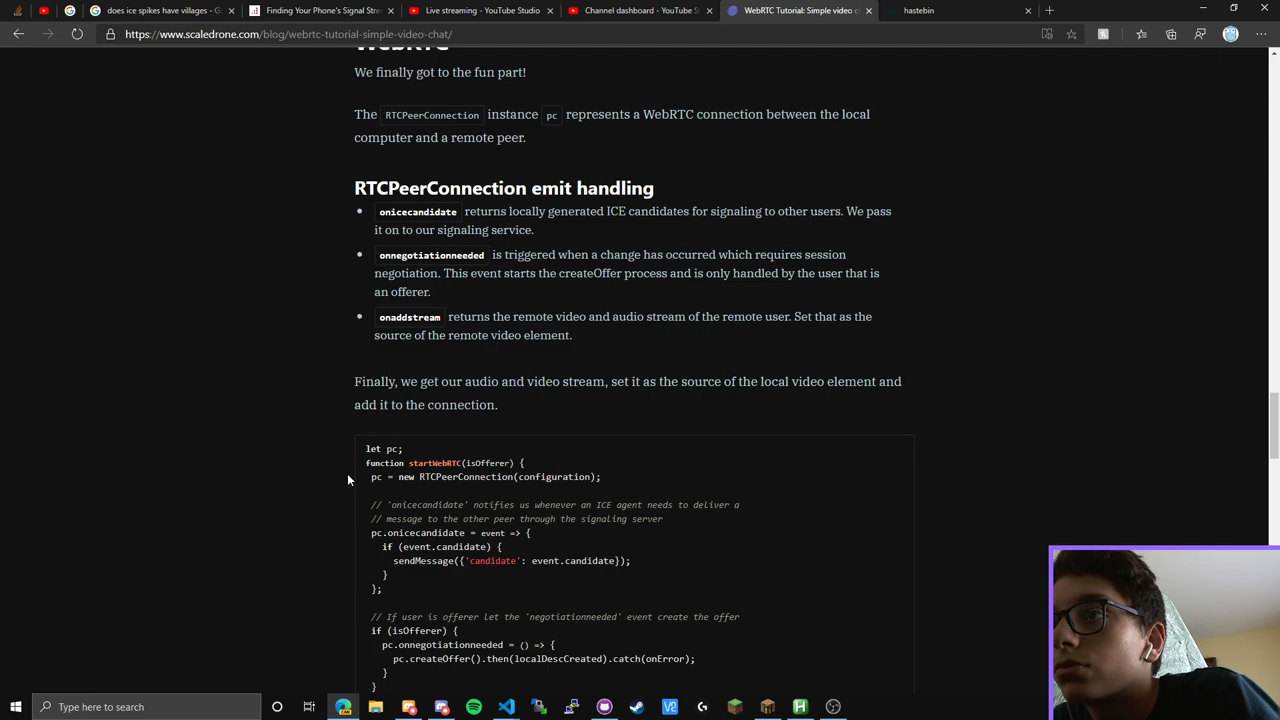 does ice spikes have villages - G
Finding Your Phone's Signal Stre
Live streaming - YouTube Studio
Channel dashboard - YouTube S
WebRTC Tutorial: Simple video c
hastebin
https://www.scaledrone.com/blog/webrtc-tutorial-simple-video-chat/
WebRTC
We finally got to the fun part!
The RTCPeerConnection instance pc represents a WebRTC connection between the local
computer and a remote peer.
RTCPeerConnection emit handling
onicecandidate returns locally generated ICE candidates for signaling to other users. We pass
it on to our signaling service.
onnegotiationneeded is triggered when a change has occurred which requires session
negotiation. This event starts the createOffer process and is only handled by the user that is
an offerer.
onaddstream returns the remote video and audio stream of the remote user. Set that as the
source of the remote video element.
Finally, we get our audio and video stream, set it as the source of the local video element and
add it to the connection.
let pc;
function startWebRTC(isOfferer) {
pc = new RTCPeerConnection(configuration);
// 'onicecandidate' notifies us whenever an ICE agent needs to deliver a
// message to the other peer through the signaling server
pc.onicecandidate = event => {
if (event.candidate) {
sendMessage({'candidate': event.candidate});
}
};
// If user is offerer let the 'negotiationneeded' event create the offer
if (isOfferer) {
pc.onnegotiationneeded = () => {
pc.createOffer().then(localDescCreated).catch(onError);
}
}
Type here to search